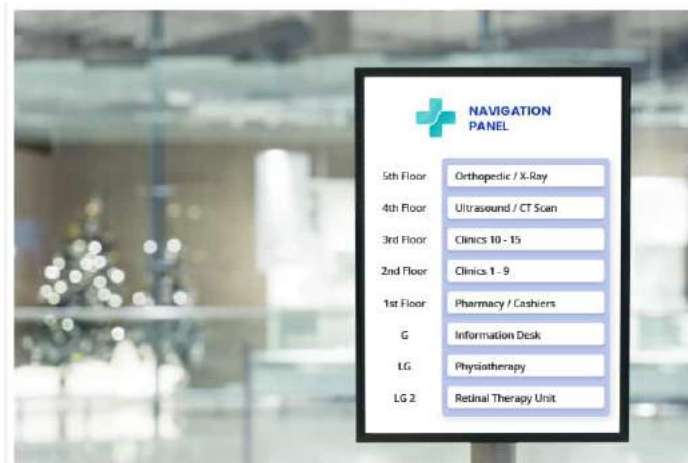 NAVIGATION
PANEL
5th Floor Orthopedic / X-Ray
4th Floor Ultrasound / CT Scan
3rd Floor Clinics 10 - 15
2nd Floor Clinics 1 - 9
1st Floor Pharmacy / Cashiers
G Information Desk
LG Physiotherapy
LG 2 Retinal Therapy Unit